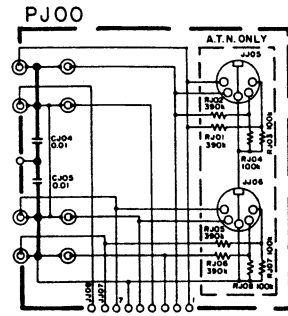 PJ00
A.T.N. ONLY
JJ05
RJ02
390k
RJ01
390k
RJ03 100k
RJ04
100k
CJ04
0.01
CJ05
0.01
JJ06
RJ05
390k
RJ06
390k
RJ07 100k
RJ08 100k
JJ08
JJ07
7
1